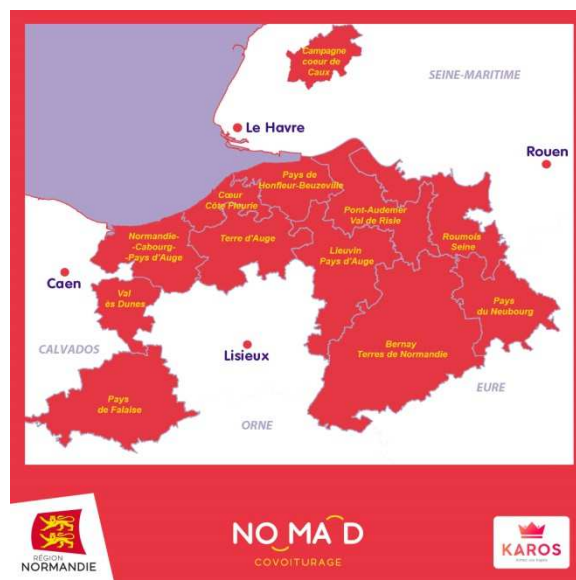 Campagne
coeur de
Caux
SEINE-MARITIME
Le Havre
Rouen
Pays de
Honfleur-Beuzeville
Cœur
Côte Fleurie
Pont-Audemer
Val de Risle
Normandie-
-Cabourg-
-Pays d'Auge
Terre d'Auge
Lieuvin
Pays d'Auge
Roumois
Seine
Caen
Val
ès Dunes
Pays
du Neubourg
CALVADOS
Lisieux
Bernay
Terres de Normandie
EURE
Pays
de Falaise
ORNE
RÉGION
NORMANDIE
NOMAD
COVOITURAGE
KAROS